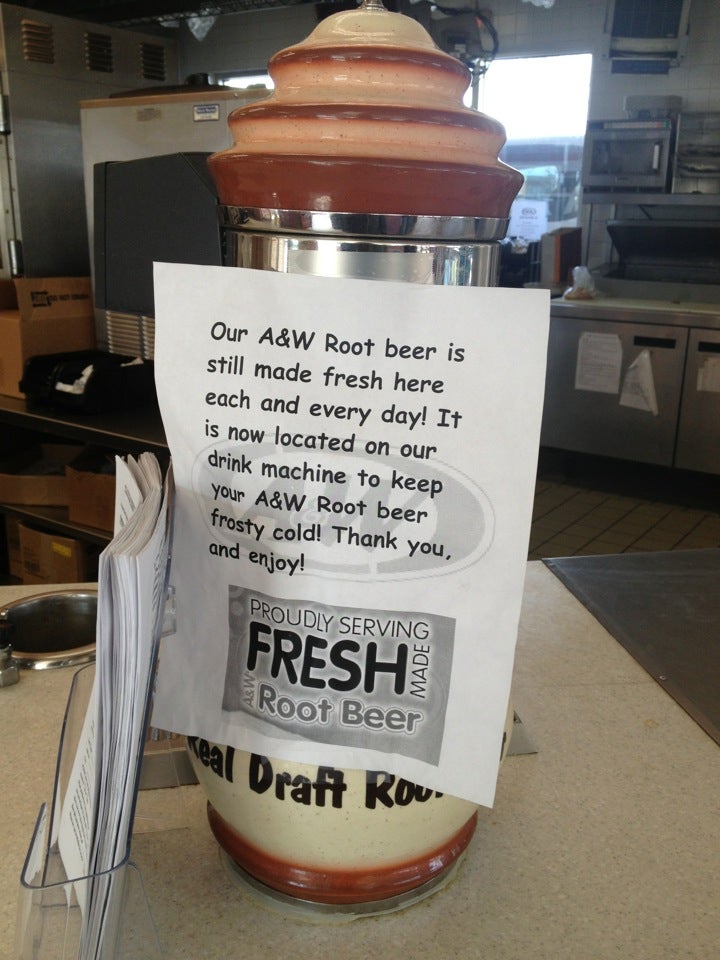 Our A&W Root beer is
still made fresh here
each and every day! It
is now located on our
drink machine to keep
your A&W Root beer
frosty cold! Thank you,
and enjoy!
A&W
PROUDLY SERVING
FRESH
MADE
A&W
Root Beer
Real Draft Roo